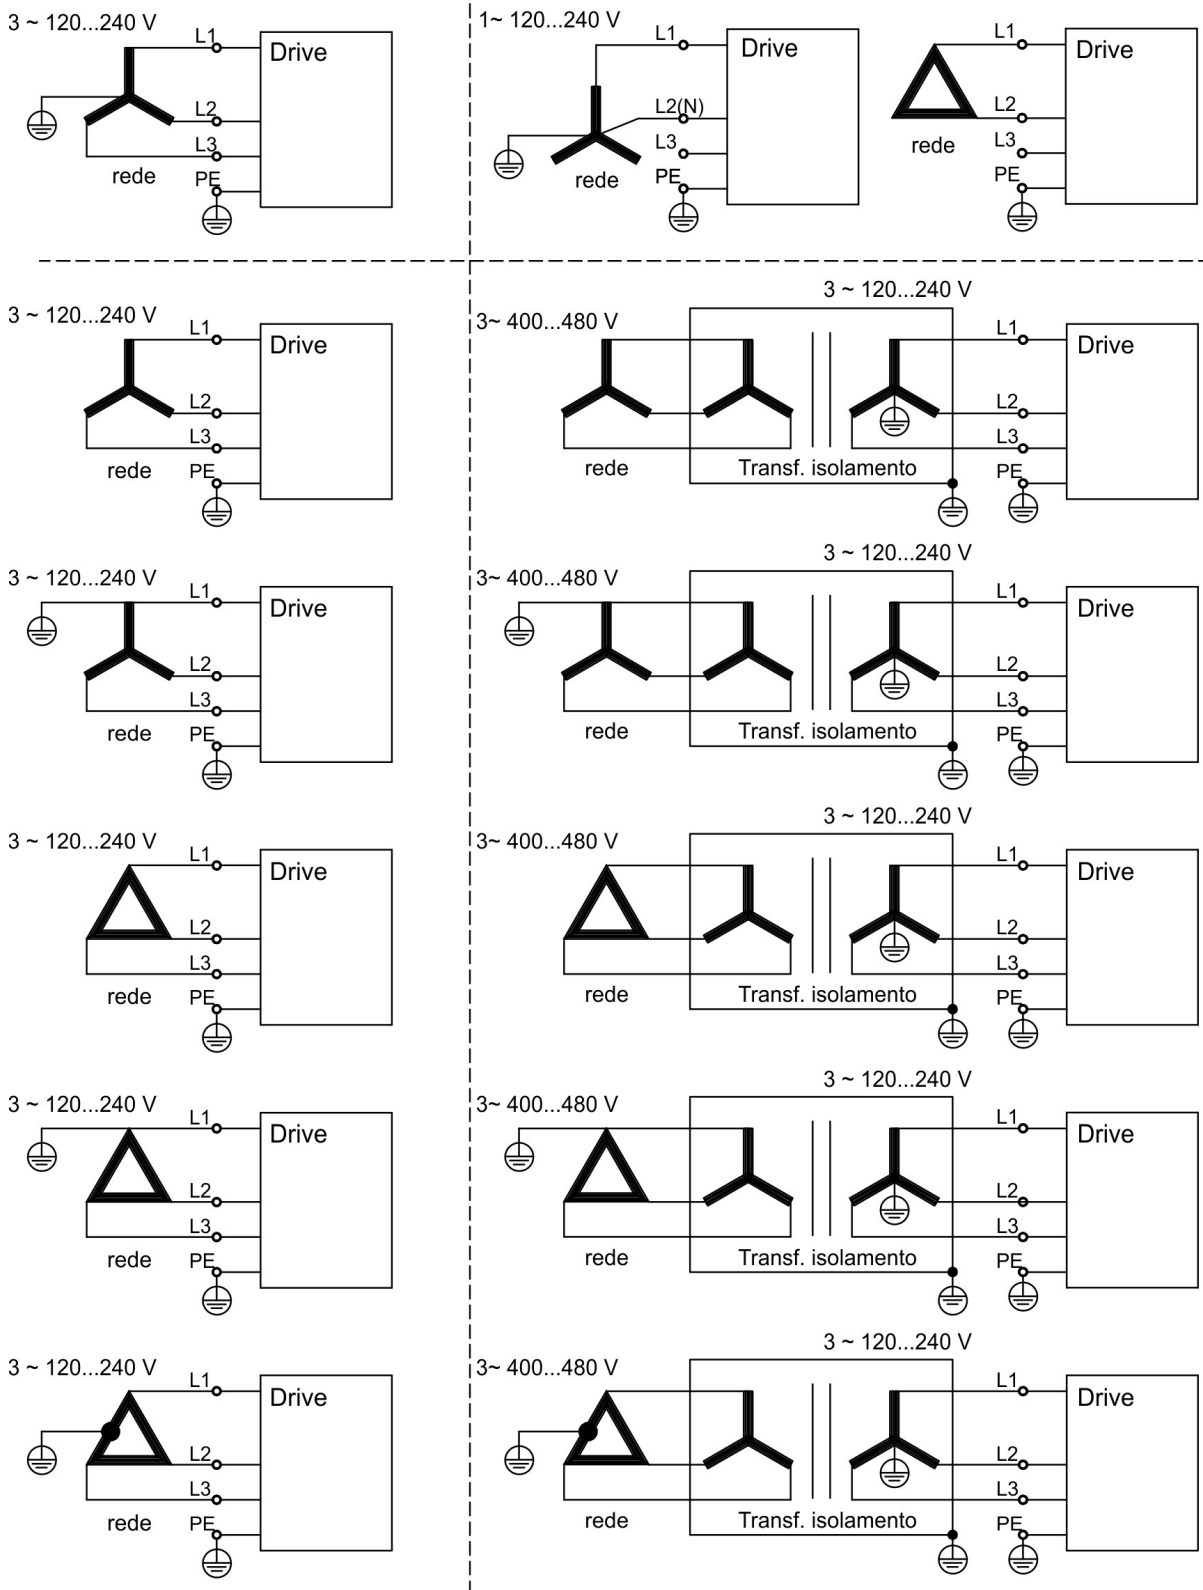 3 ~ 120...240 V
L1
Drive
L2
L3
rede
PE
1~ 120...240 V
L1
Drive
L2(N)
L3
rede
PE
L1
Drive
L2
rede
L3
PE
3 ~ 120...240 V
L1
Drive
L2
L3
rede
PE
3 ~ 120...240 V
3~ 400...480 V
L1
Drive
L2
L3
rede
Transf. isolamento
PE
3 ~ 120...240 V
L1
Drive
L2
L3
rede
PE
3 ~ 120...240 V
3~ 400...480 V
L1
Drive
L2
L3
rede
Transf. isolamento
PE
3 ~ 120...240 V
L1
Drive
L2
L3
rede
PE
3 ~ 120...240 V
3~ 400...480 V
L1
Drive
L2
L3
rede
Transf. isolamento
PE
3 ~ 120...240 V
L1
Drive
L2
L3
rede
PE
3 ~ 120...240 V
3~ 400...480 V
L1
Drive
L2
L3
rede
Transf. isolamento
PE
3 ~ 120...240 V
L1
Drive
L2
L3
rede
PE
3 ~ 120...240 V
3~ 400...480 V
L1
Drive
L2
L3
rede
Transf. isolamento
PE